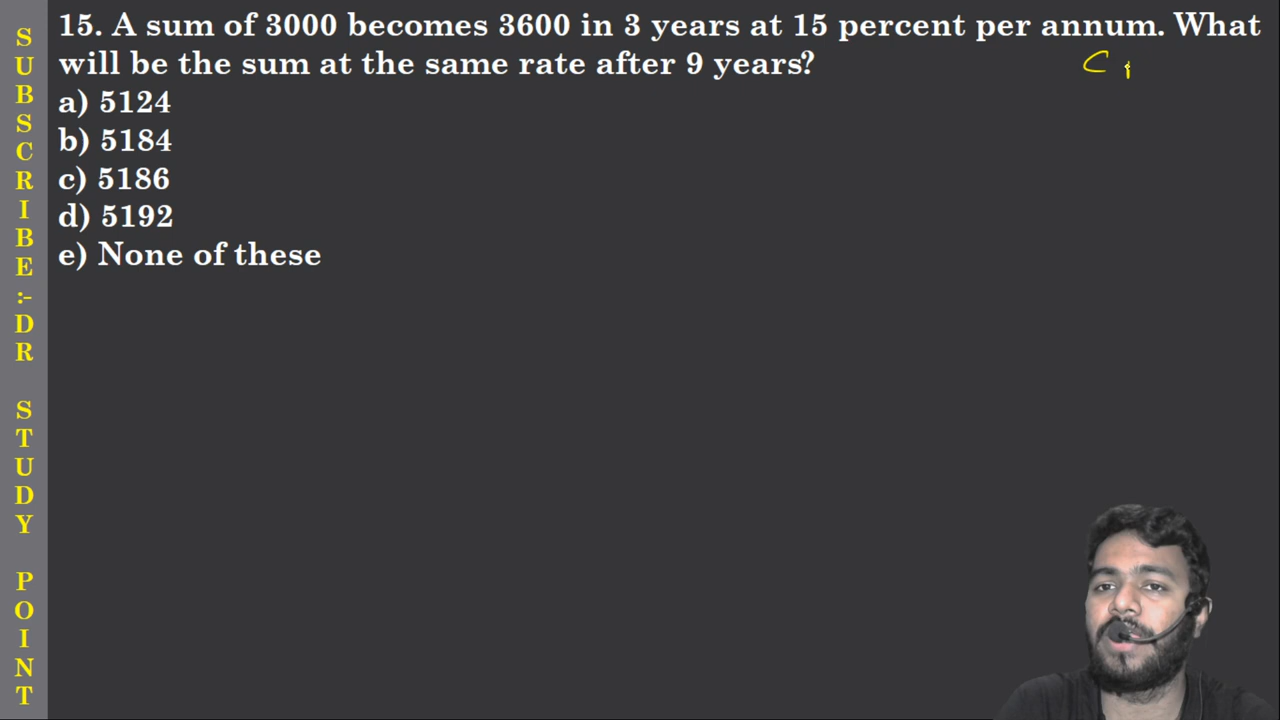 SUBSCRIBE:- DR STUDY POINT
15. A sum of 3000 becomes 3600 in 3 years at 15 percent per annum. What
will be the sum at the same rate after 9 years?
C
a) 5124
b) 5184
c) 5186
d) 5192
e) None of these